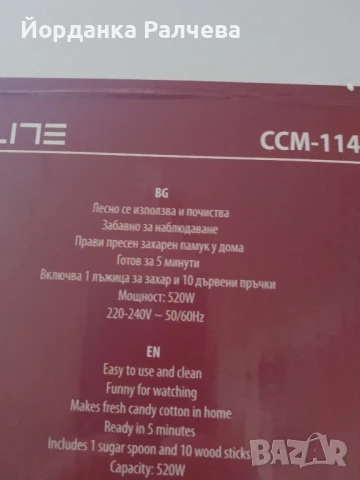 Йорданка Ралчева
CCM-114
BG
Лесно се използва и почиства
Забавно за наблюдаване
Прави пресен захарен памук у дома
Готов за 5 минути
Включва 1 лъжица за захар и 10 дървени пръчки
Мощност: 520W
220-240V ~ 50/60Hz
EN
Easy to use and clean
Funny for watching
Makes fresh candy cotton in home
Ready in 5 minutes
Includes 1 sugar spoon and 10 wood sticks
Capacity: 520W
BAZAR